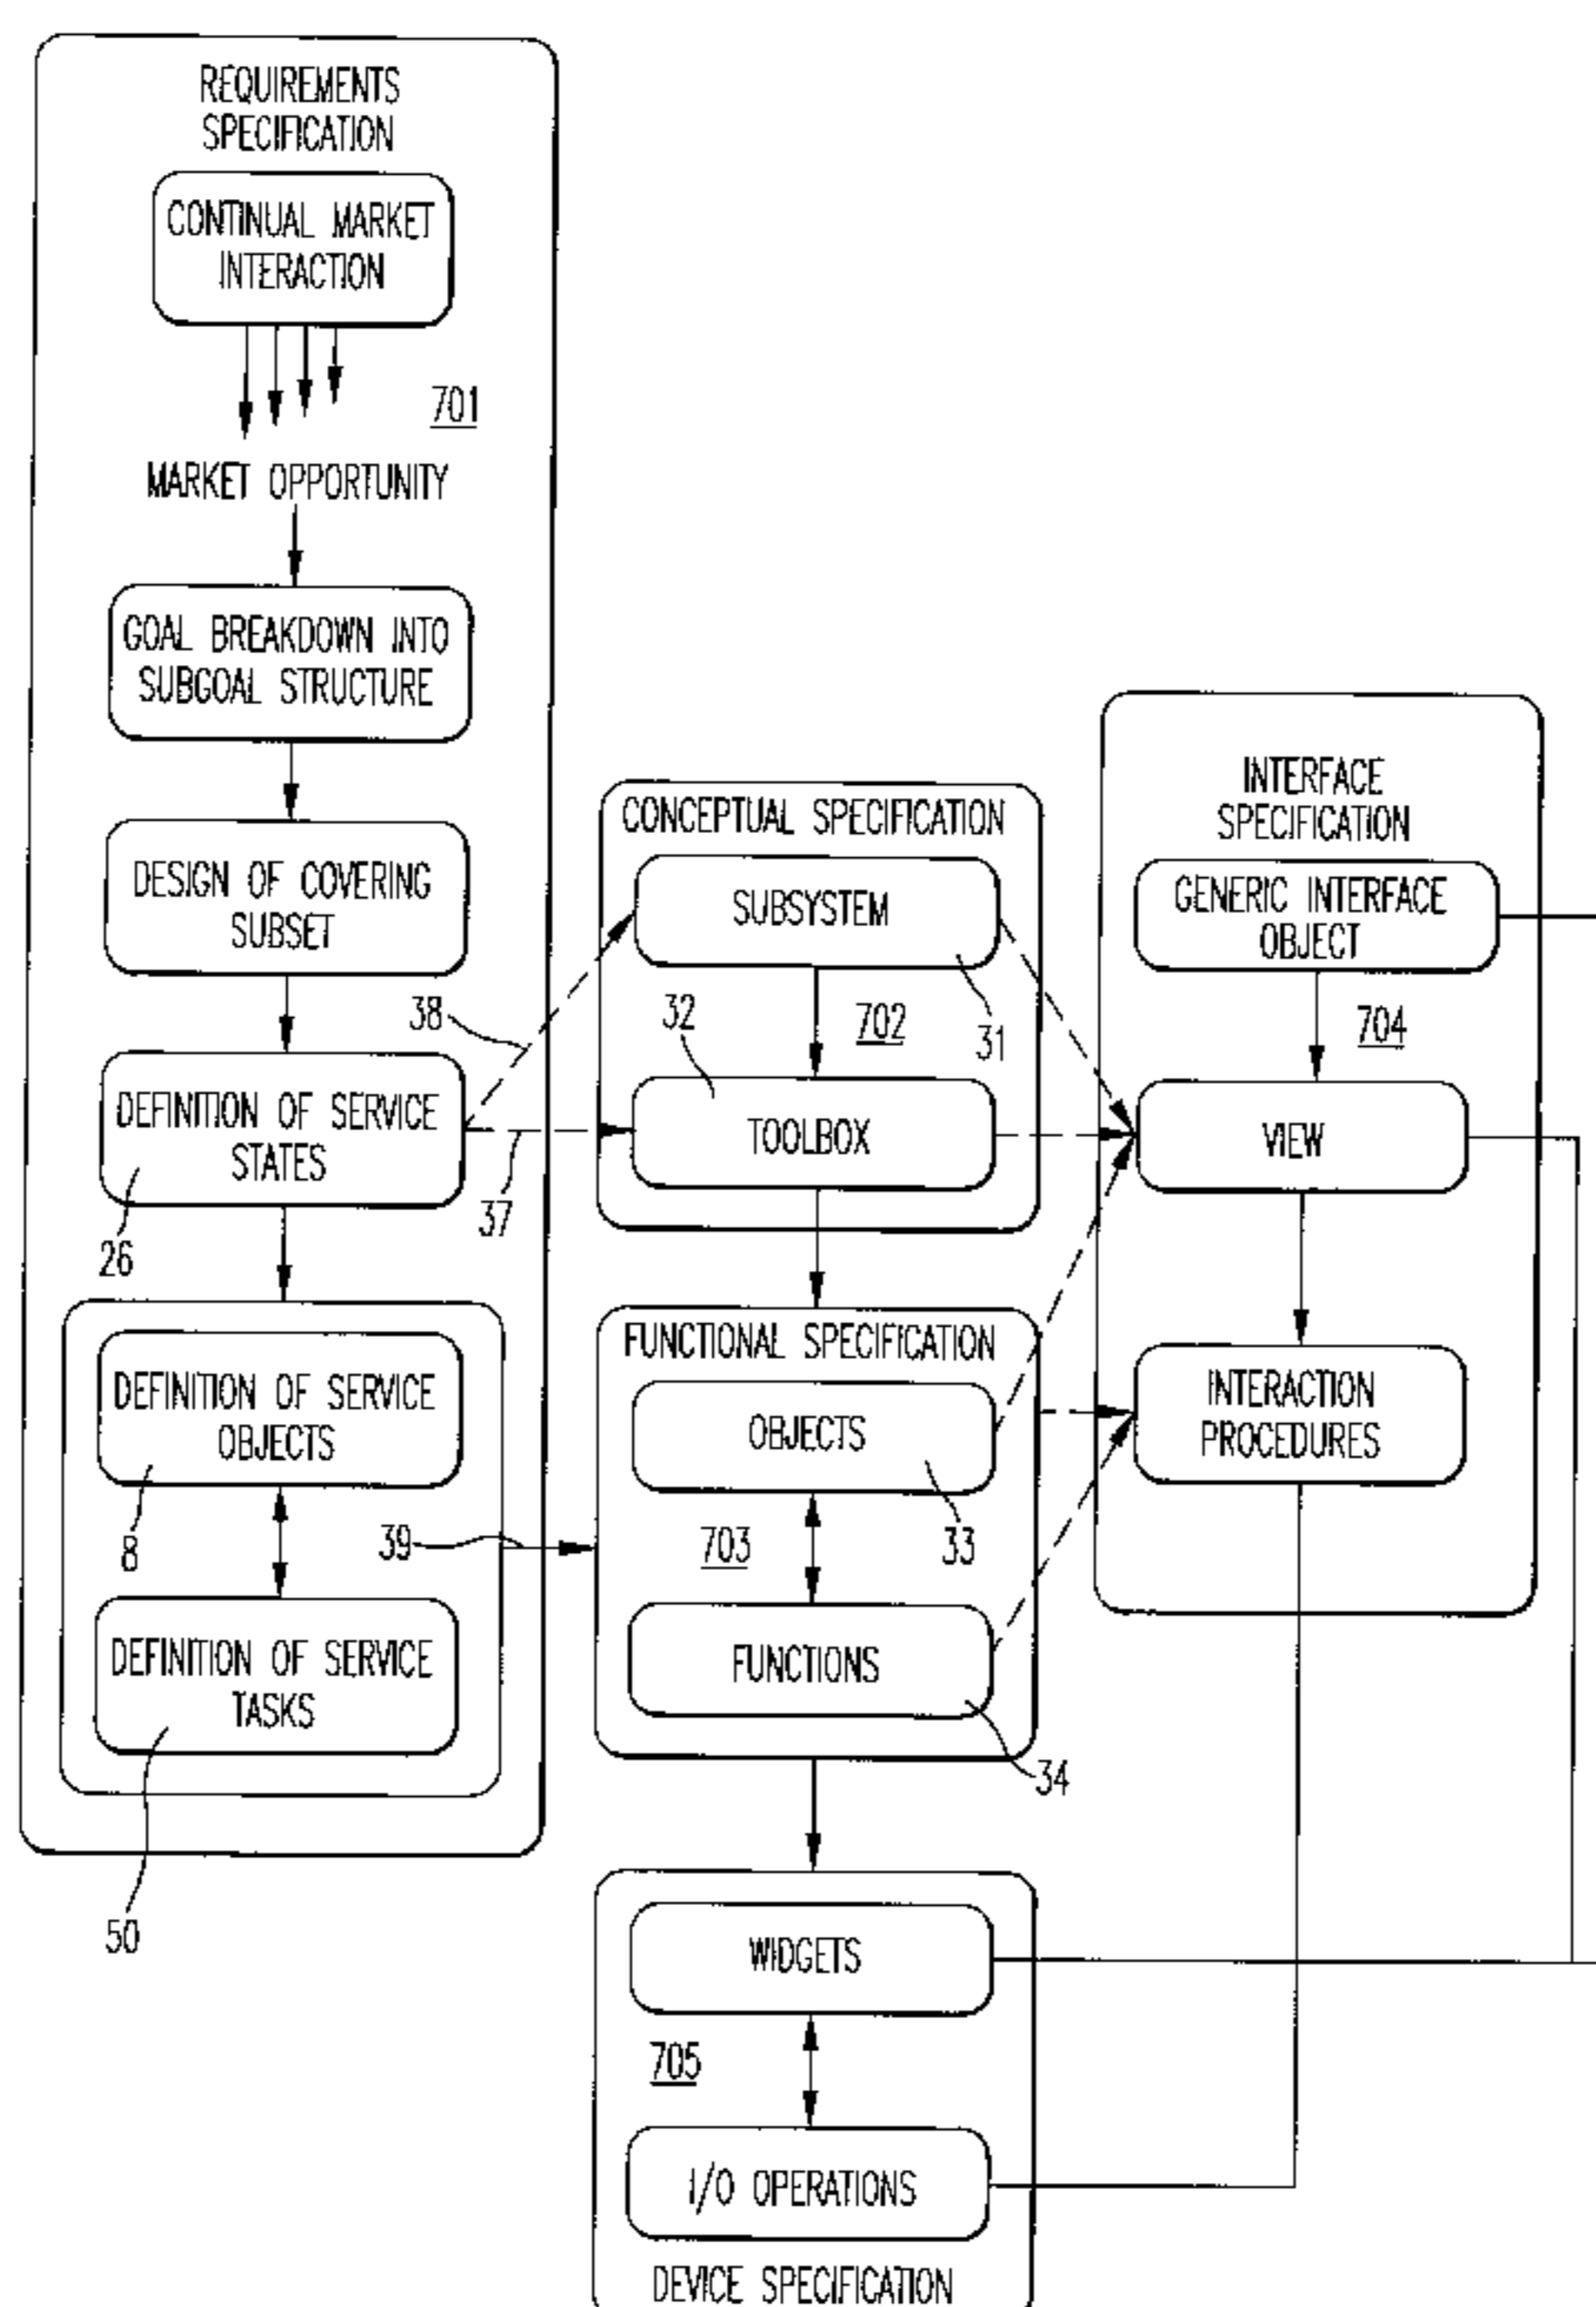 REQUIREMENTS
SPECIFICATION
CONTINUAL MARKET
INTERACTION
701
MARKET OPPORTUNITY
GOAL BREAKDOWN INTO
SUBGOAL STRUCTURE
DESIGN OF COVERING
SUBSET
38
DEFINITION OF SERVICE
STATES
37
26
DEFINITION OF SERVICE
OBJECTS
8
39
DEFINITION OF SERVICE
TASKS
50
CONCEPTUAL SPECIFICATION
SUBSYSTEM
32
702
31
TOOLBOX
FUNCTIONAL SPECIFICATION
OBJECTS
703
33
FUNCTIONS
34
WIDGETS
705
I/O OPERATIONS
DEVICE SPECIFICATION
INTERFACE
SPECIFICATION
GENERIC INTERFACE
OBJECT
704
VIEW
INTERACTION
PROCEDURES